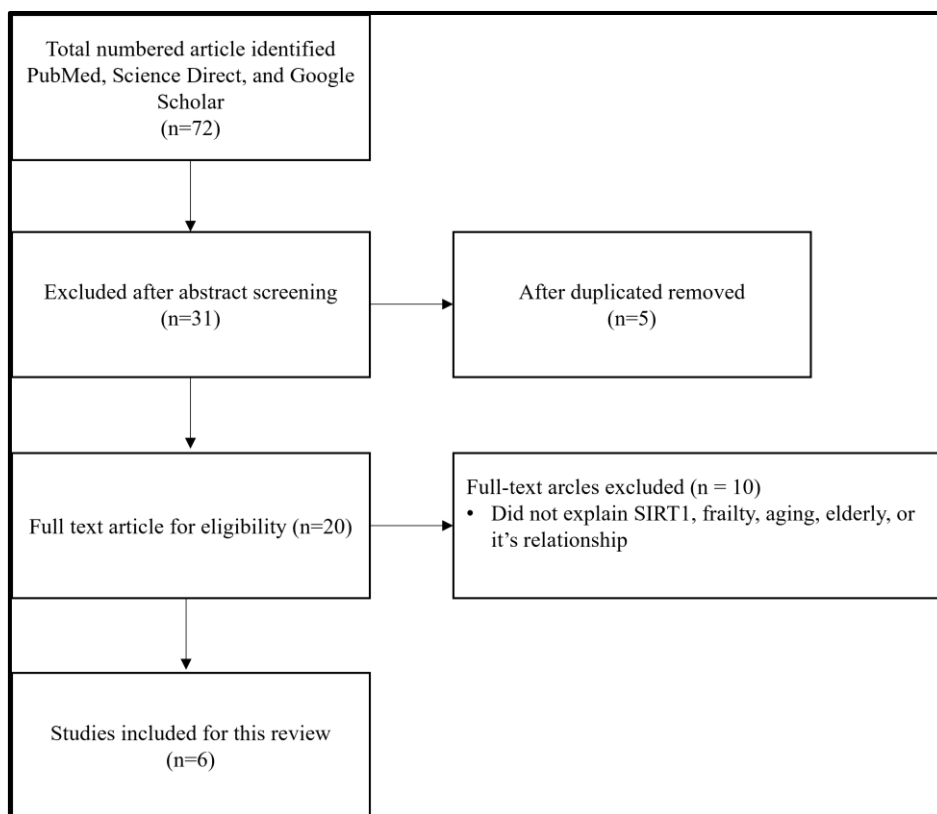 Total numbered article identified
PubMed, Science Direct, and Google
Scholar
(n=72)
Excluded after abstract screening
(n=31)
After duplicated removed
(n=5)
Full text article for eligibility (n=20)
Full-text arcles excluded (n = 10)
• Did not explain SIRT1, frailty, aging, elderly, or
it's relationship
Studies included for this review
(n=6)